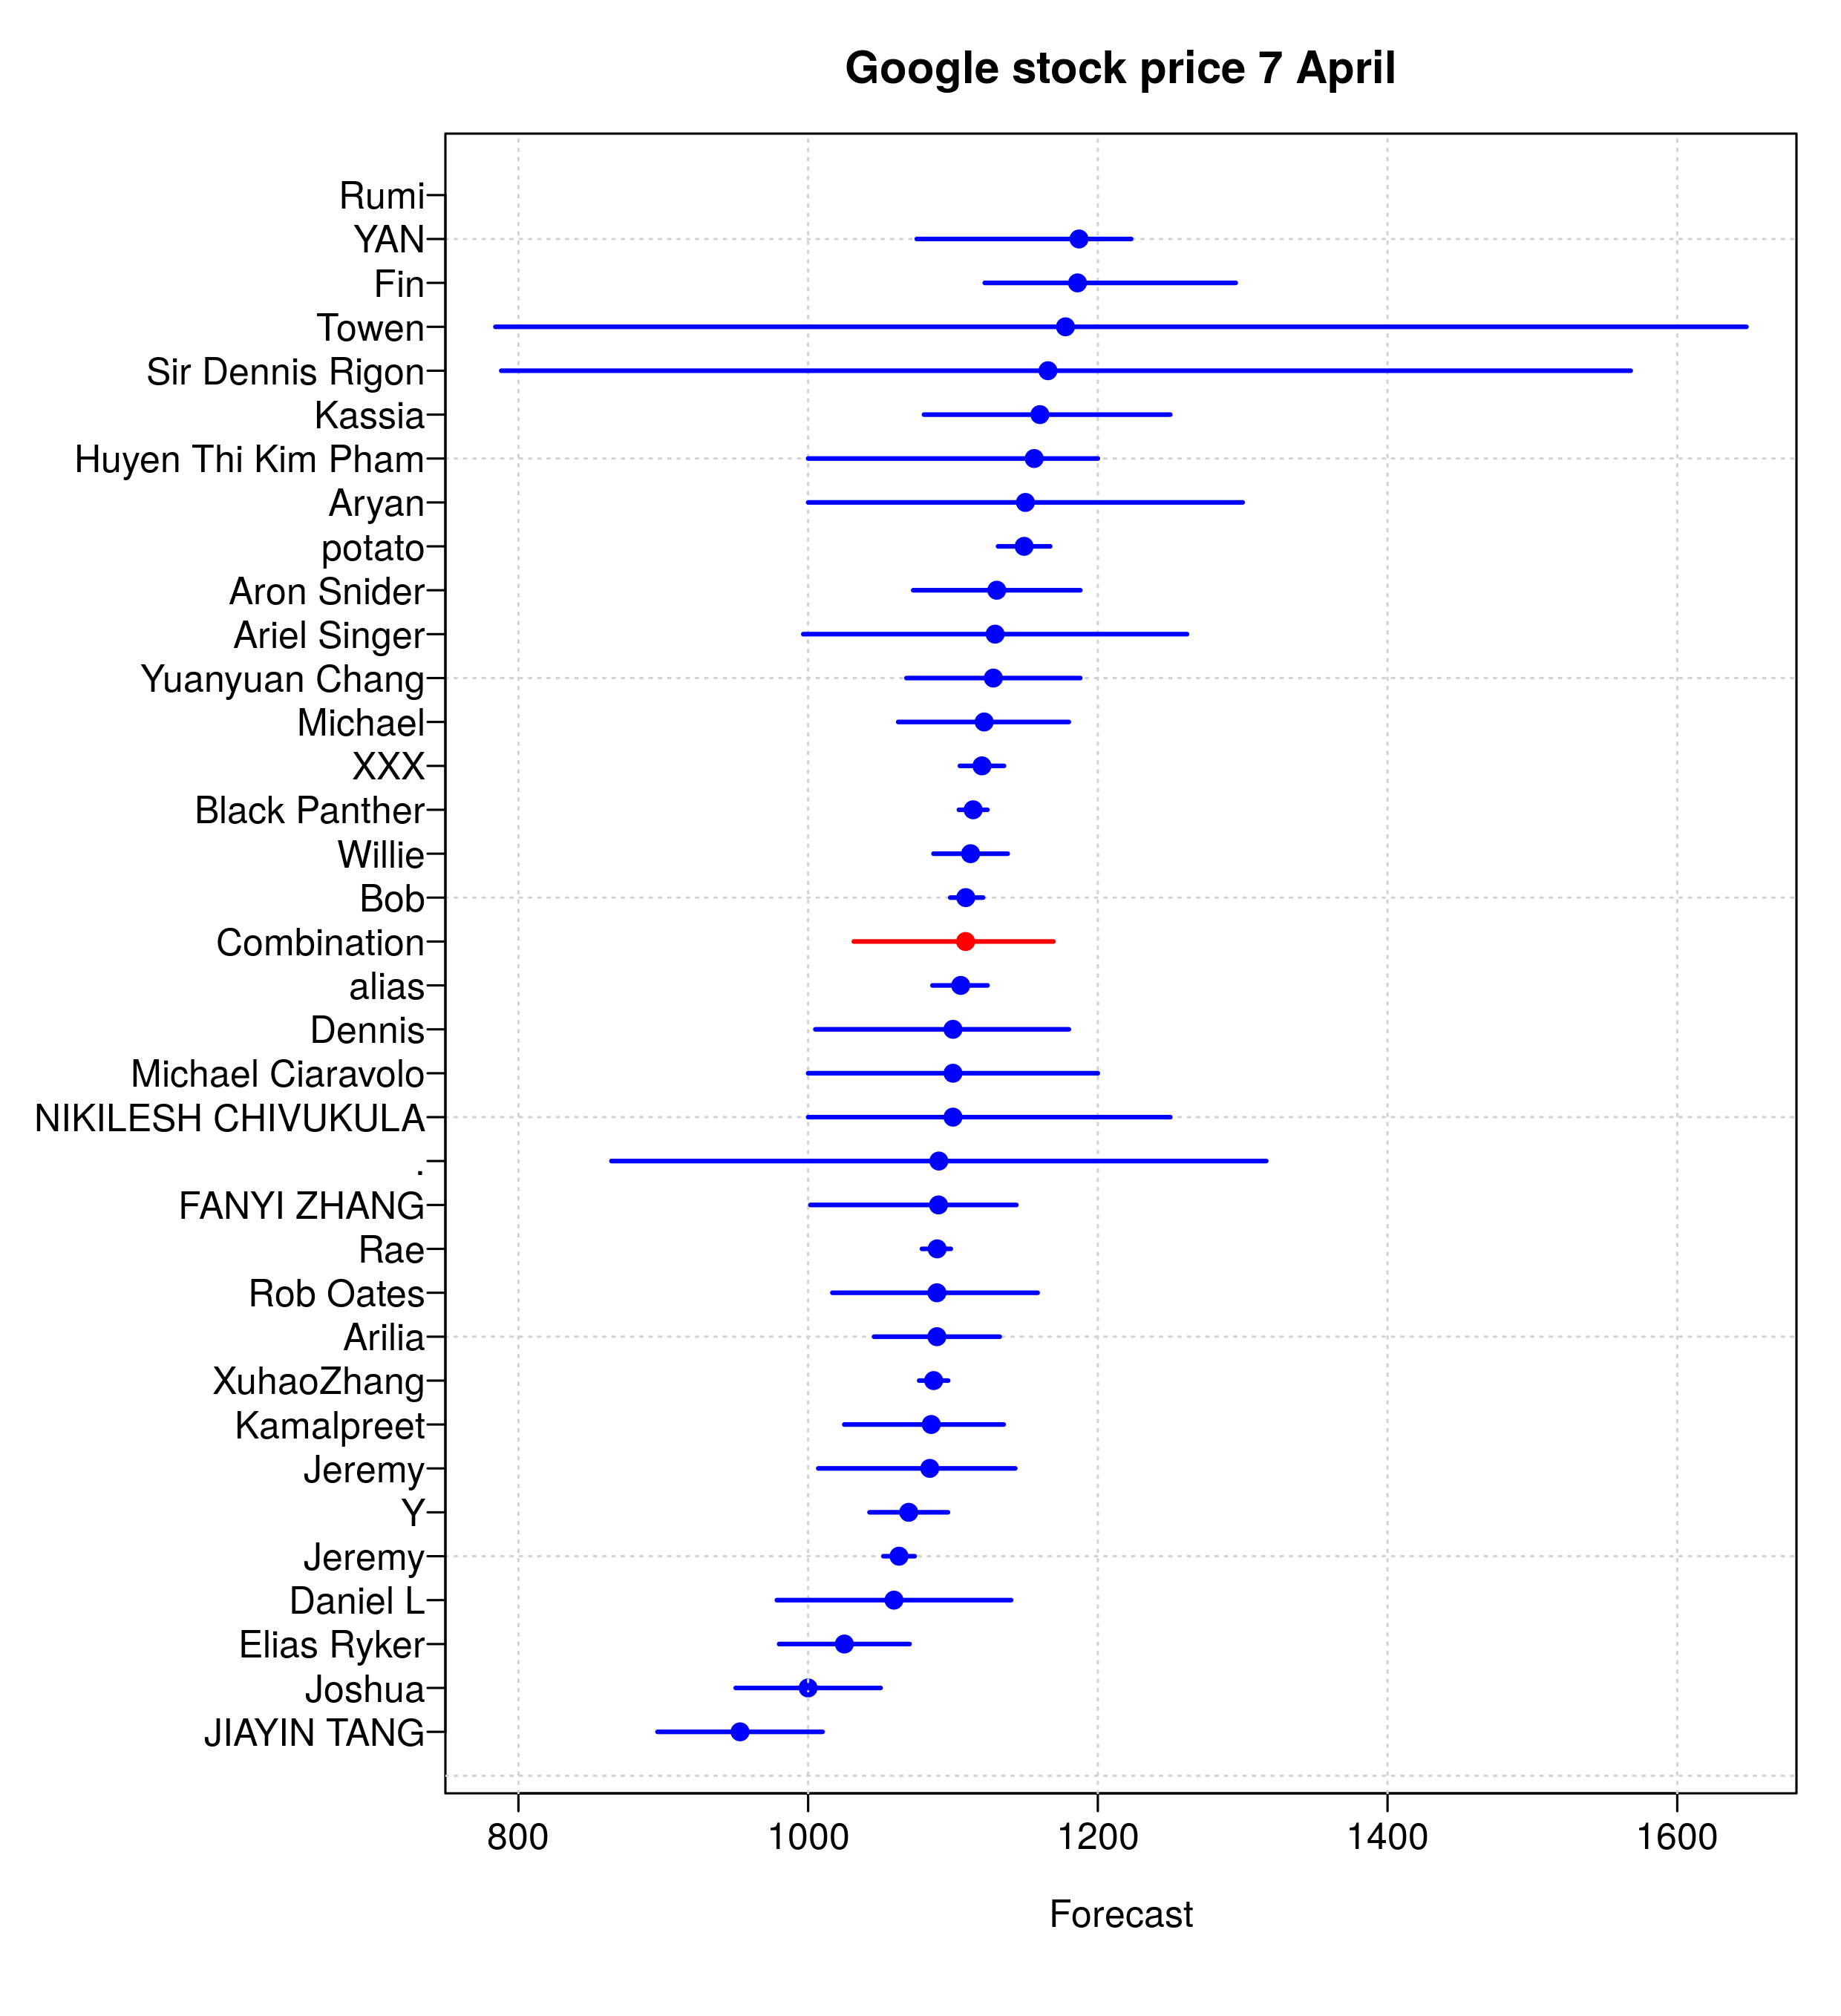 Google stock price 7 April
Rumi
YAN
Fin
Towen
Sir Dennis Rigon
Kassia
Huyen Thi Kim Pham
Aryan
potato
Aron Snider
Ariel Singer
Yuanyuan Chang
Michael
XXX
Black Panther
Willie
Bob
Combination
alias
Dennis
Michael Ciaravolo
NIKILESH CHIVUKULA
.
FANYI ZHANG
Rae
Rob Oates
Arilia
XuhaoZhang
Kamalpreet
Jeremy
Y
Jeremy
Daniel L
Elias Ryker
Joshua
JIAYIN TANG
800 1000 1200 1400 1600
Forecast